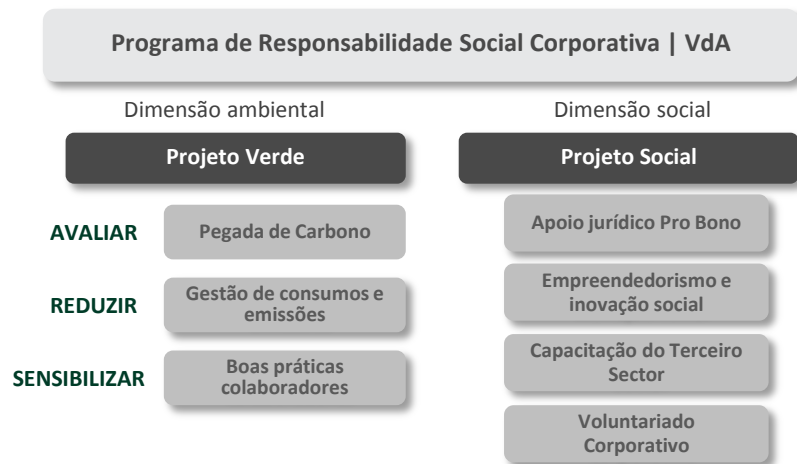 Programa de Responsabilidade Social Corporativa | VdA
Dimensão ambiental
Projeto Verde
AVALIAR
Pegada de Carbono
REDUZIR
Gestão de consumos e
emissões
SENSIBILIZAR
Boas práticas
colaboradores
Dimensão social
Projeto Social
Apoio jurídico Pro Bono
Empreendedorismo e
inovação social
Capacitação do Terceiro
Sector
Voluntariado
Corporativo